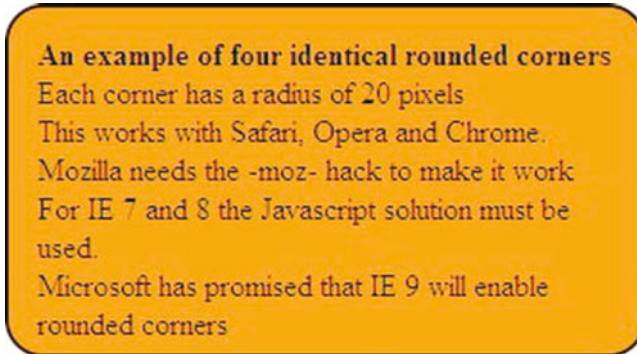 An example of four identical rounded corners
Each corner has a radius of 20 pixels
This works with Safari, Opera and Chrome.
Mozilla needs the -moz- hack to make it work
For IE 7 and 8 the Javascript solution must be
used.
Microsoft has promised that IE 9 will enable
rounded corners